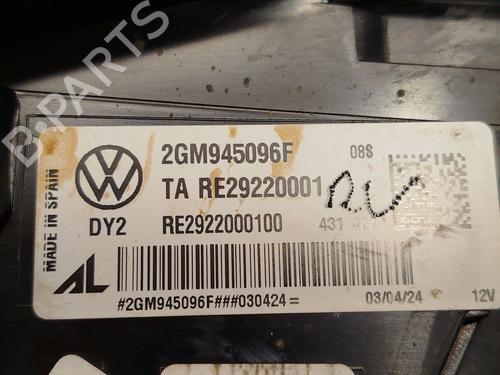 B-PARTS
MADE IN SPAIN
2GM945096F 08S
TA RE29220001
DY2 RE2922000100 431
AL
#2GM945096F###030424=
03/04/24 12V